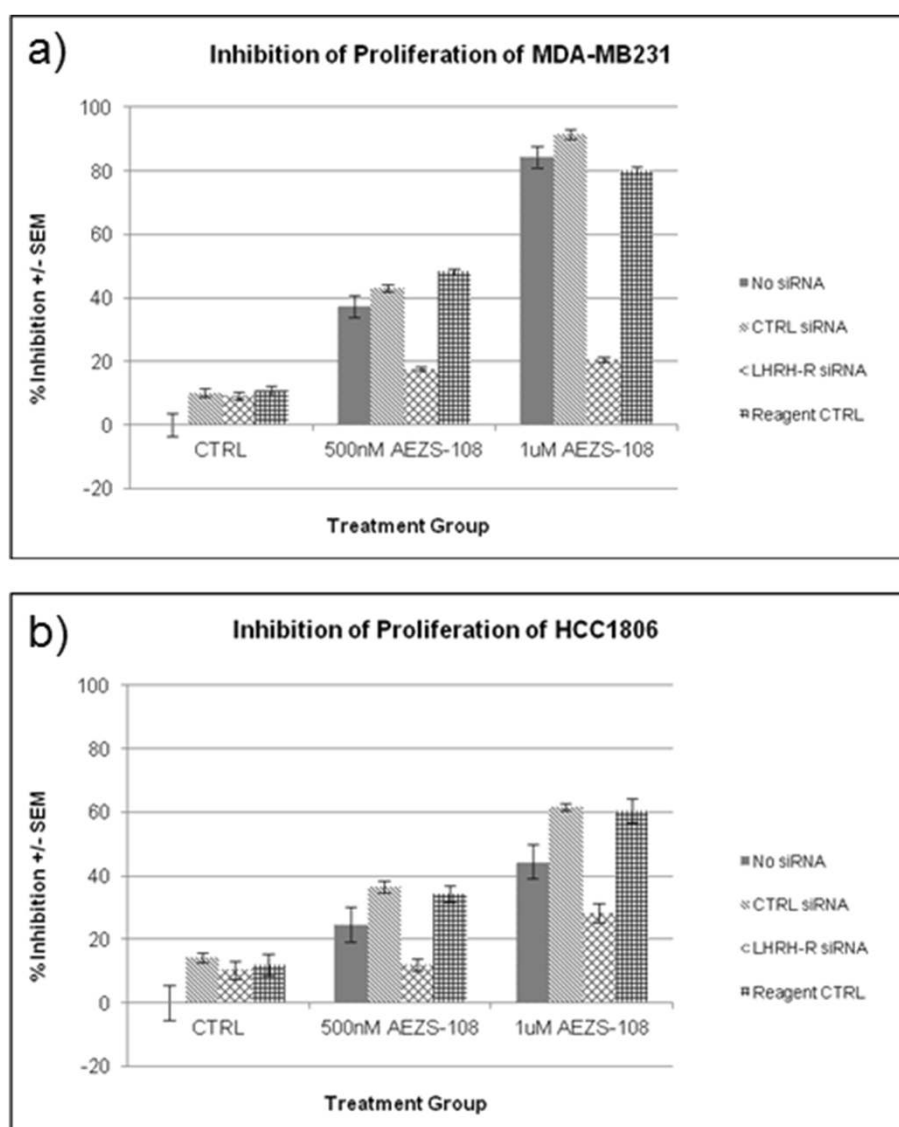 a)
Inhibition of Proliferation of MDA-MB231
100
80
60
40
20
0
-20
%Inhibition +/- SEM
CTRL
500nM AEZS-108
1uM AEZS-108
Treatment Group
No siRNA
CTRL siRNA
LHRH-R siRNA
Reagent CTRL
b)
Inhibition of Proliferation of HCC1806
100
80
60
40
20
0
-20
%Inhibition +/- SEM
CTRL
500nM AEZS-108
1uM AEZS-108
Treatment Group
No siRNA
CTRL siRNA
LHRH-R siRNA
Reagent CTRL